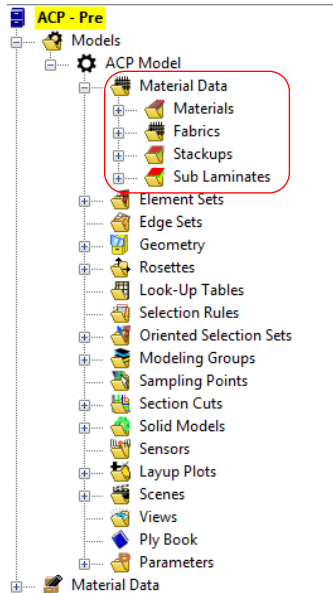 ACP - Pre
Models
ACP Model
Material Data
Materials
Fabrics
Stackups
Sub Laminates
Element Sets
Edge Sets
Geometry
Rosettes
Look-Up Tables
Selection Rules
Oriented Selection Sets
Modeling Groups
Sampling Points
Section Cuts
Solid Models
Sensors
Layup Plots
Scenes
Views
Ply Book
Parameters
Material Data